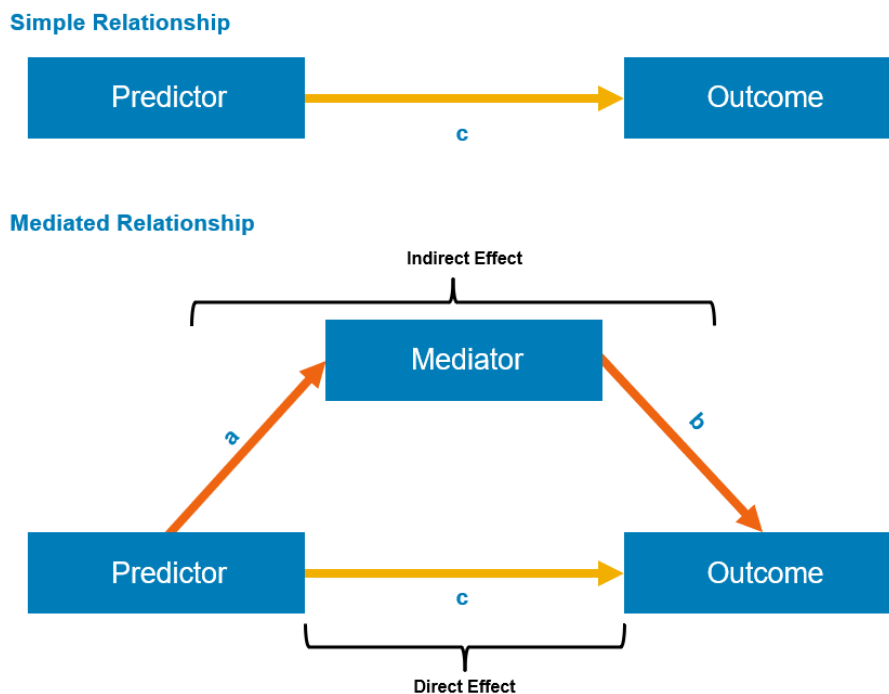 Simple Relationship
Predictor
Outcome
c
Mediated Relationship
Indirect Effect
Mediator
a
b
Predictor
Outcome
c
Direct Effect